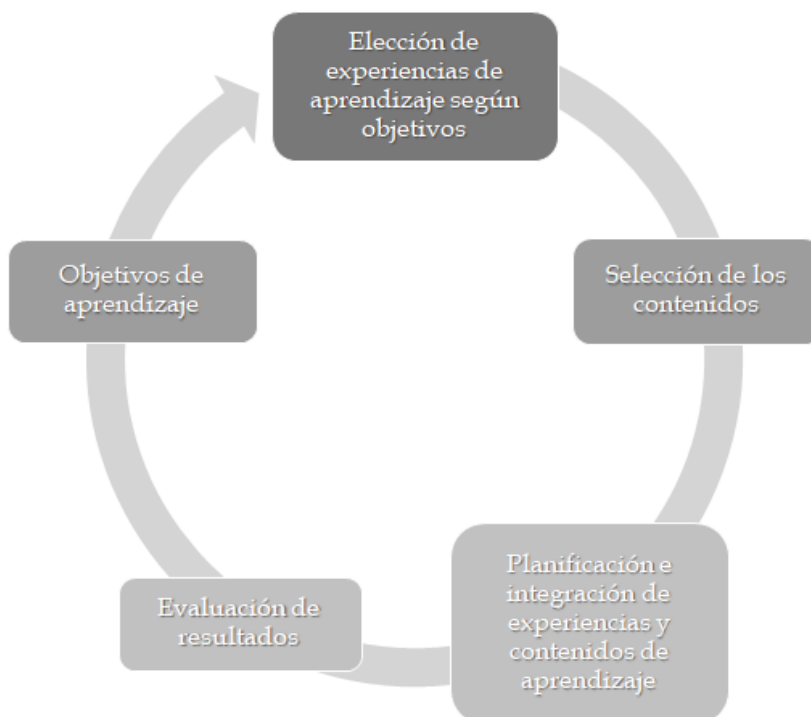 Elección de
experiencias de
aprendizaje según
objetivos
Selección de los
contenidos
Planificación e
integración de
experiencias y
contenidos de
aprendizaje
Evaluación de
resultados
Objetivos de
aprendizaje